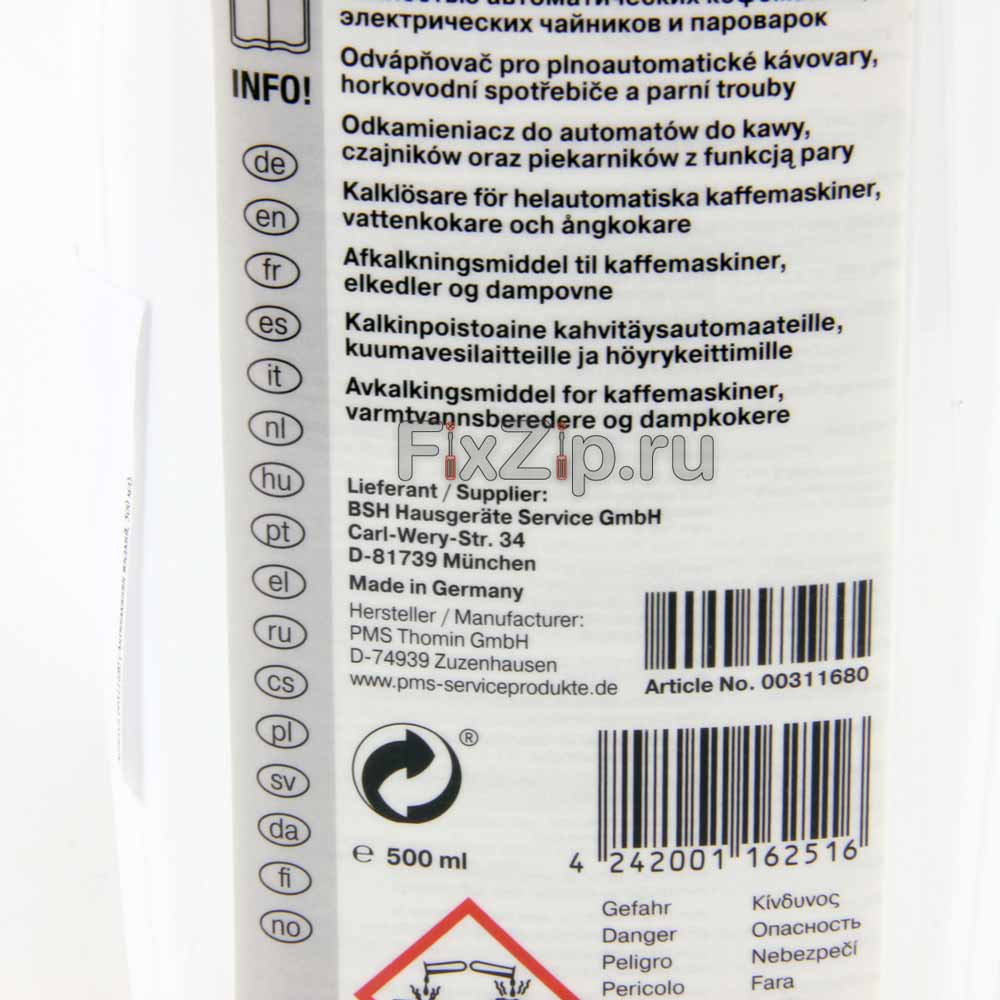 электрических чайников и пароварок
INFO!
Odvápňovač pro plnoautomatické kávovary,
horkovodní spotřebiče a parní trouby
Odkamieniacz do automatów do kawy,
czajników oraz piekarników z funkcją pary
Kalklösare för helautomatiska kaffemaskiner,
vattenkokare och ångkokare
Afkalkningsmiddel til kaffemaskiner,
elkedler og dampovne
Kalkinpoistoaine kahvitäysautomaateille,
kuumavesilaitteille ja höyrykeittimille
Avkalkingsmiddel for kaffemaskiner,
varmtvannsberedere og dampkokere
de
en
fr
es
it
nl
hu
pt
el
ru
cs
pl
sv
da
fi
no
FixZip.ru
Lieferant / Supplier:
BSH Hausgeräte Service GmbH
Carl-Wery-Str. 34
D-81739 München
Made in Germany
Hersteller / Manufacturer:
PMS Thomin GmbH
D-74939 Zuzenhausen
www.pms-serviceprodukte.de
Article No. 00311680
®
℮ 500 ml
4 242001 162516
Gefahr
Danger
Peligro
Pericolo
Κίνδυνος
Опасность
Nebezpečí
Fara